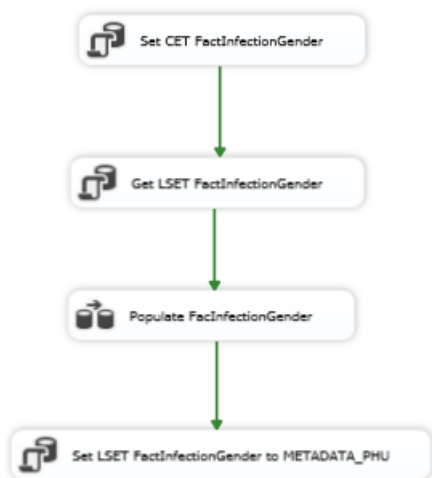 Set CET FactInfectionGender
Get LSET FactInfectionGender
Populate FacInfectionGender
Set LSET FactInfectionGender to METADATA_PHU